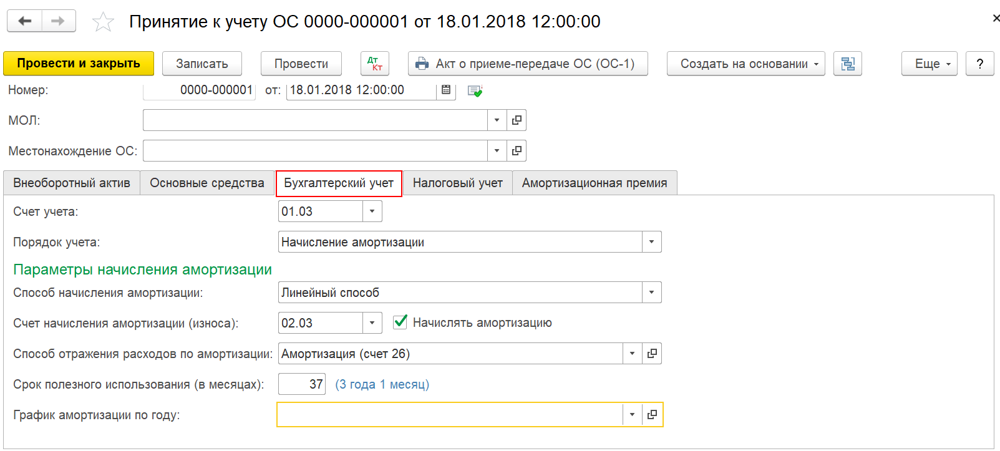 Принятие к учету ОС 0000-000001 от 18.01.2018 12:00:00
Провести и закрыть Записать Провести Дт Кт Акт о приеме-передаче ОС (ОС-1) Создать на основании Еще ?
Номер: 0000-000001 от: 18.01.2018 12:00:00
МОЛ:
Местонахождение ОС:
Внеоборотный актив Основные средства Бухгалтерский учет Налоговый учет Амортизационная премия
Счет учета: 01.03
Порядок учета: Начисление амортизации
Параметры начисления амортизации
Способ начисления амортизации: Линейный способ
Счет начисления амортизации (износа): 02.03 Начислять амортизацию
Способ отражения расходов по амортизации: Амортизация (счет 26)
Срок полезного использования (в месяцах): 37 (3 года 1 месяц)
График амортизации по году: